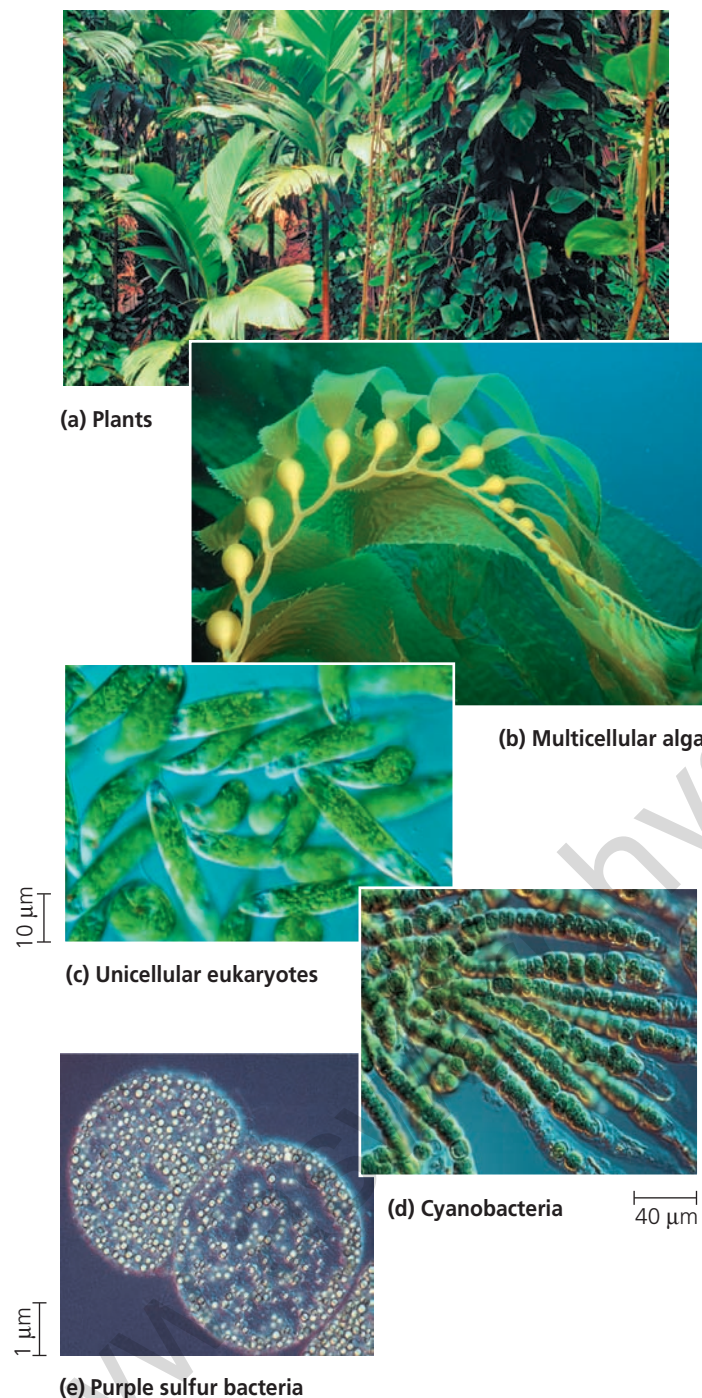 (a) Plants
(b) Multicellular alga
10 μm
(c) Unicellular eukaryotes
(d) Cyanobacteria
40 μm
1 μm
(e) Purple sulfur bacteria